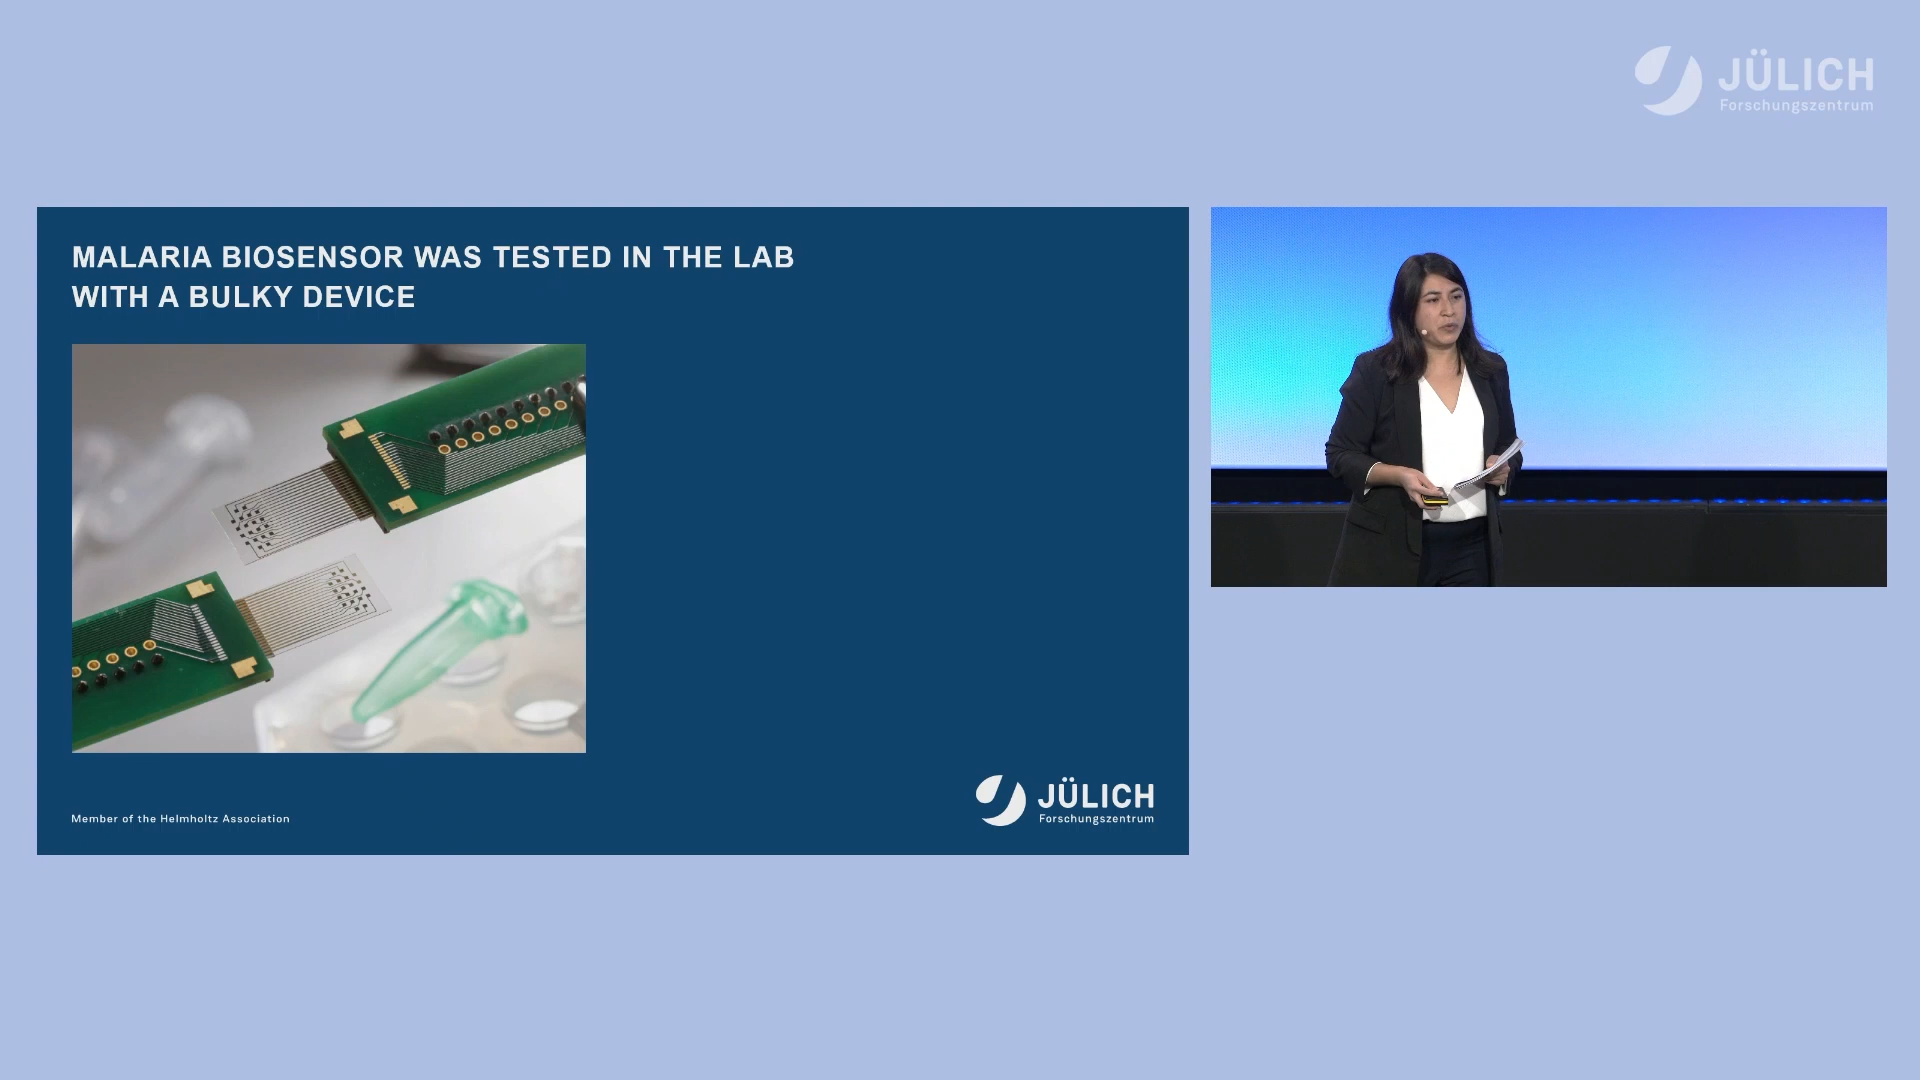 JÜLICH
Forschungszentrum
MALARIA BIOSENSOR WAS TESTED IN THE LAB
WITH A BULKY DEVICE
Member of the Helmholtz Association
JÜLICH
Forschungszentrum